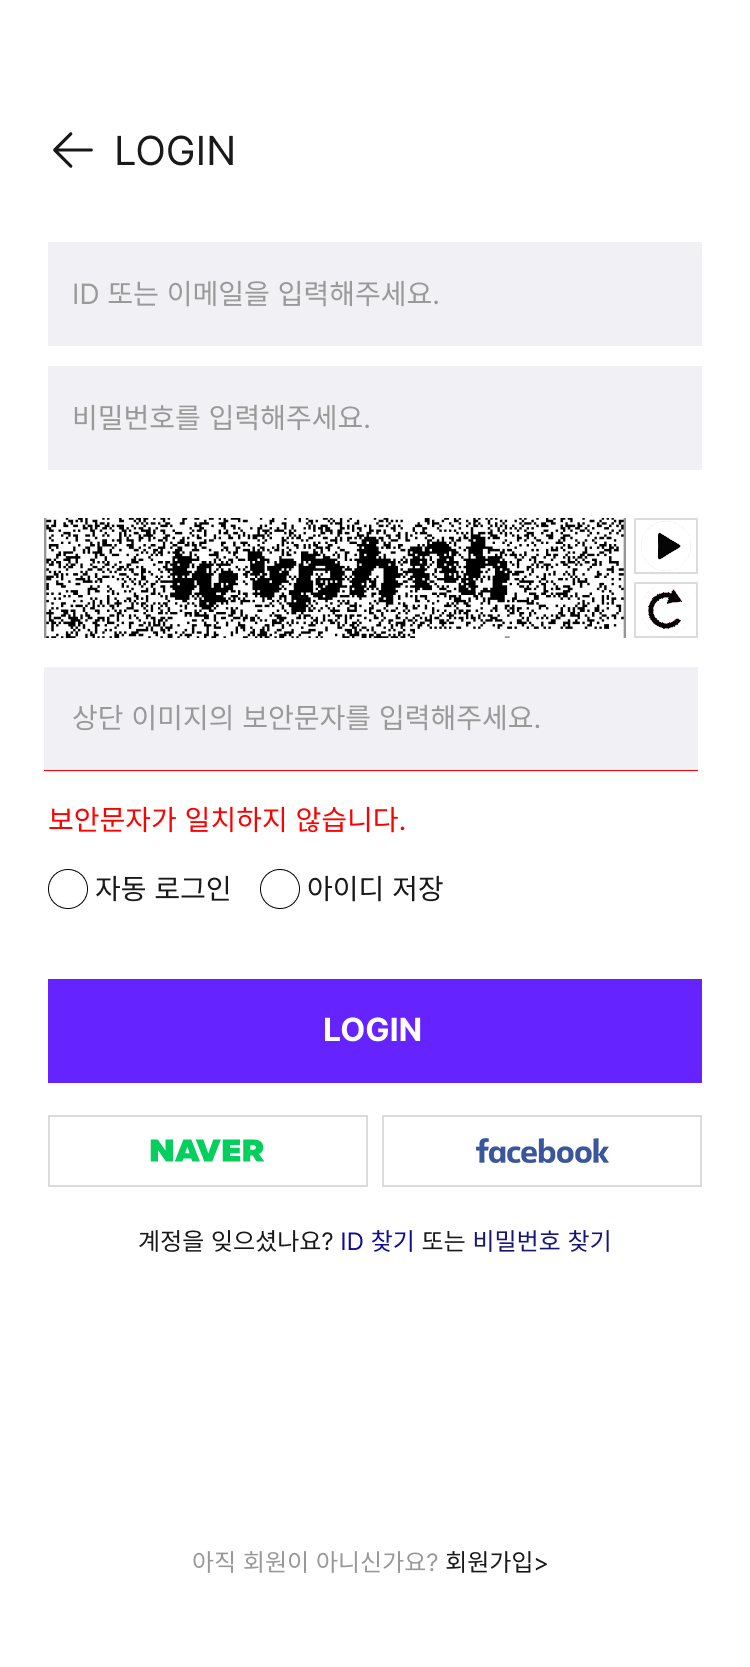 LOGIN
ID 또는 이메일을 입력해주세요.
비밀번호를 입력해주세요.
상단 이미지의 보안문자를 입력해주세요.
보안문자가 일치하지 않습니다.
자동 로그인 아이디 저장
LOGIN
NAVER facebook
계정을 잊으셨나요? ID 찾기 또는 비밀번호 찾기
아직 회원이 아니신가요? 회원가입>